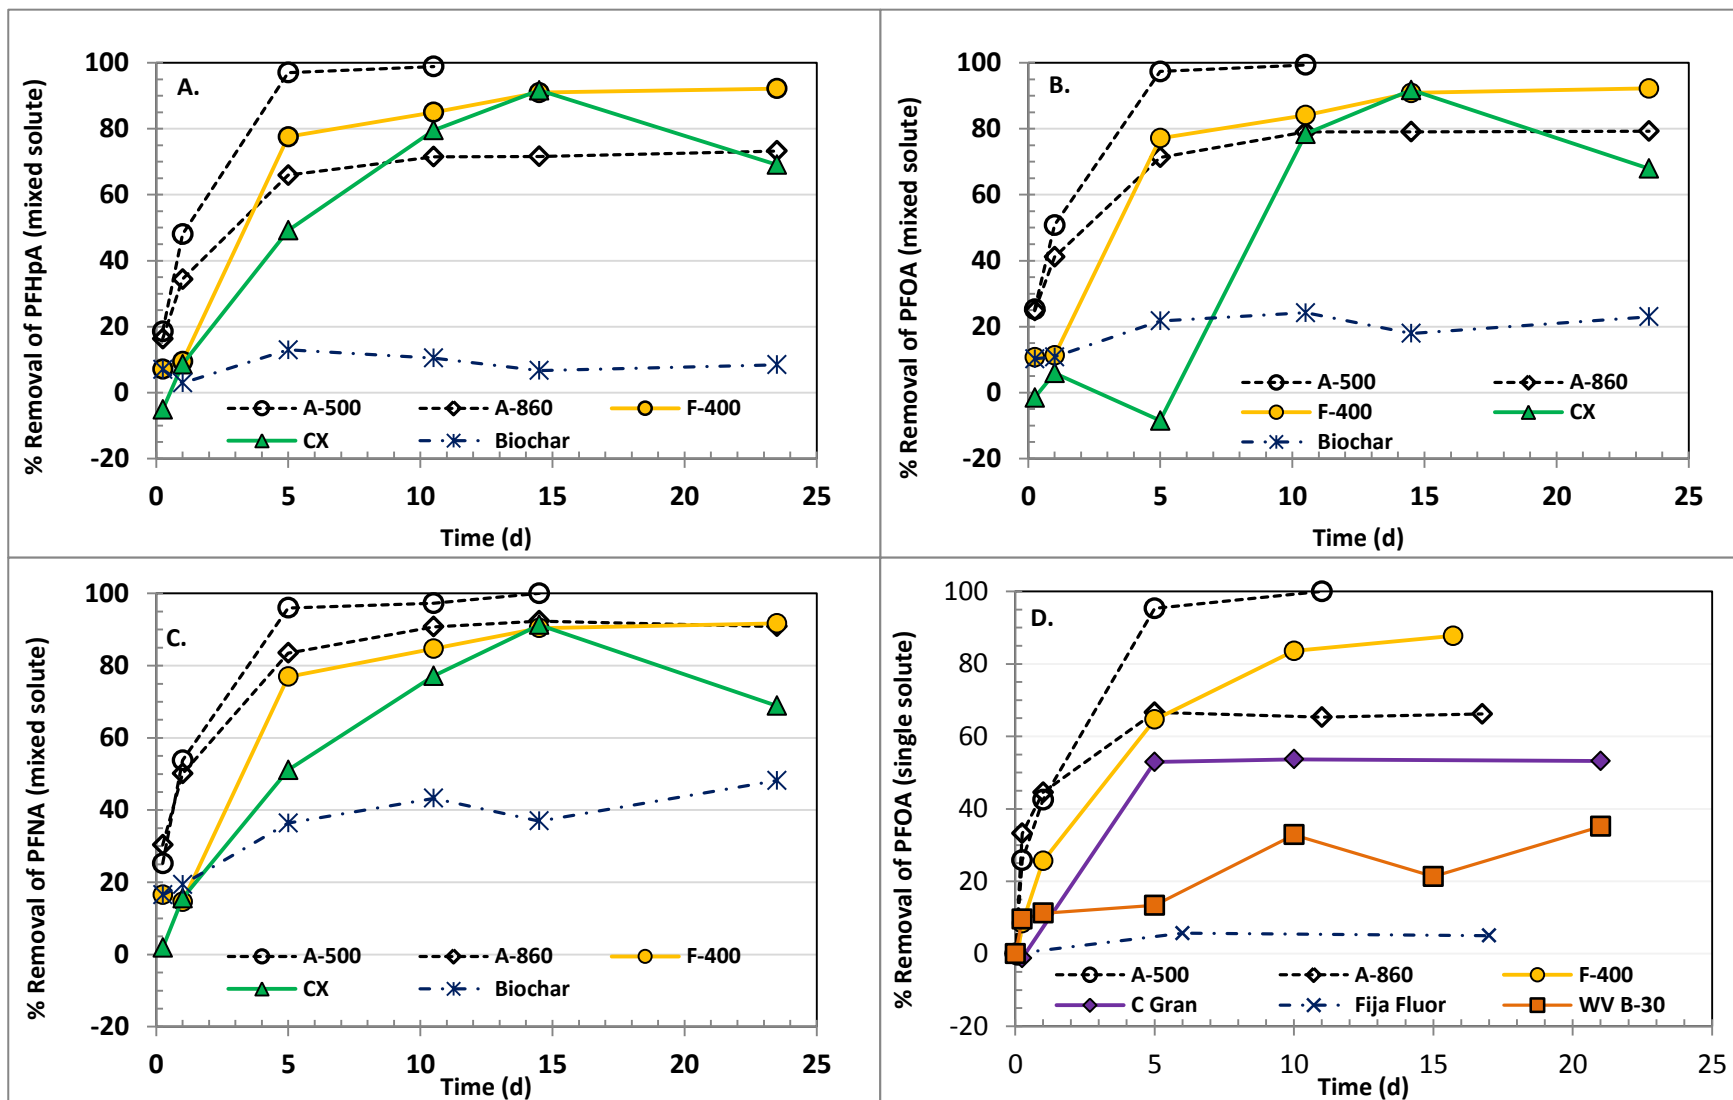 A.
% Removal of PFHpA (mixed solute)
100
80
60
40
20
0
-20
A-500 A-860 F-400
CX Biochar
0 5 10 15 20 25
Time (d)
B.
% Removal of PFOA (mixed solute)
100
80
60
40
20
0
-20
A-500 A-860
F-400 CX
Biochar
0 5 10 15 20 25
Time (d)
C.
% Removal of PFNA (mixed solute)
100
80
60
40
20
0
-20
A-500 A-860 F-400
CX Biochar
0 5 10 15 20 25
Time (d)
D.
% Removal of PFOA (single solute)
100
80
60
40
20
0
-20
A-500 A-860 F-400
C Gran Fija Fluor WV B-30
0 5 10 15 20 25
Time (d)